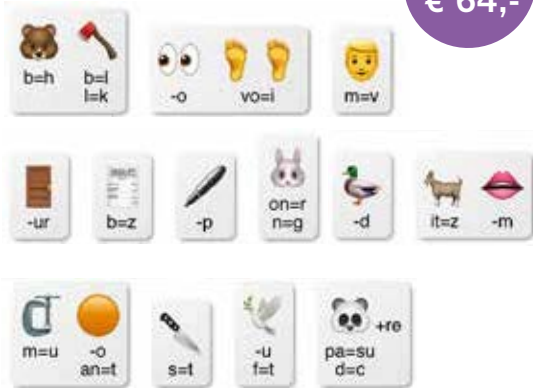 € 64,-
b=h b=l
l=k
-o vo=i
m=v
-ur
b=z
-p
on=r
n=g
-d
it=z -m
m=u -o
an=t
s=t
-u
f=t
+re
pa=su
d=c